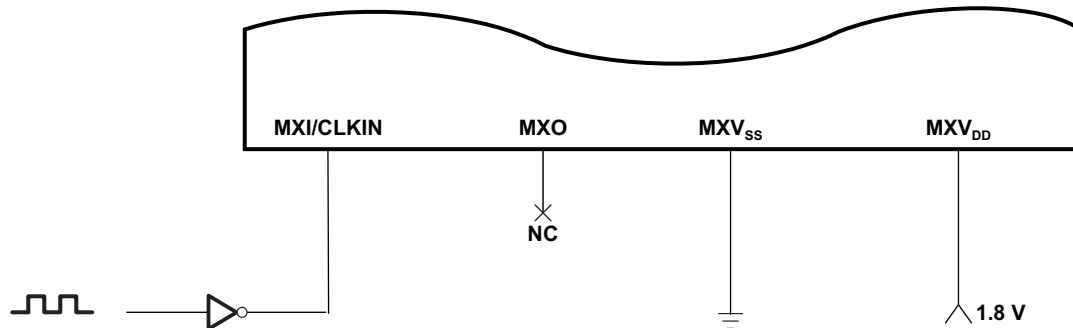 MXI/CLKIN
MXO
MXVSS
MXVDD
NC
1.8 V